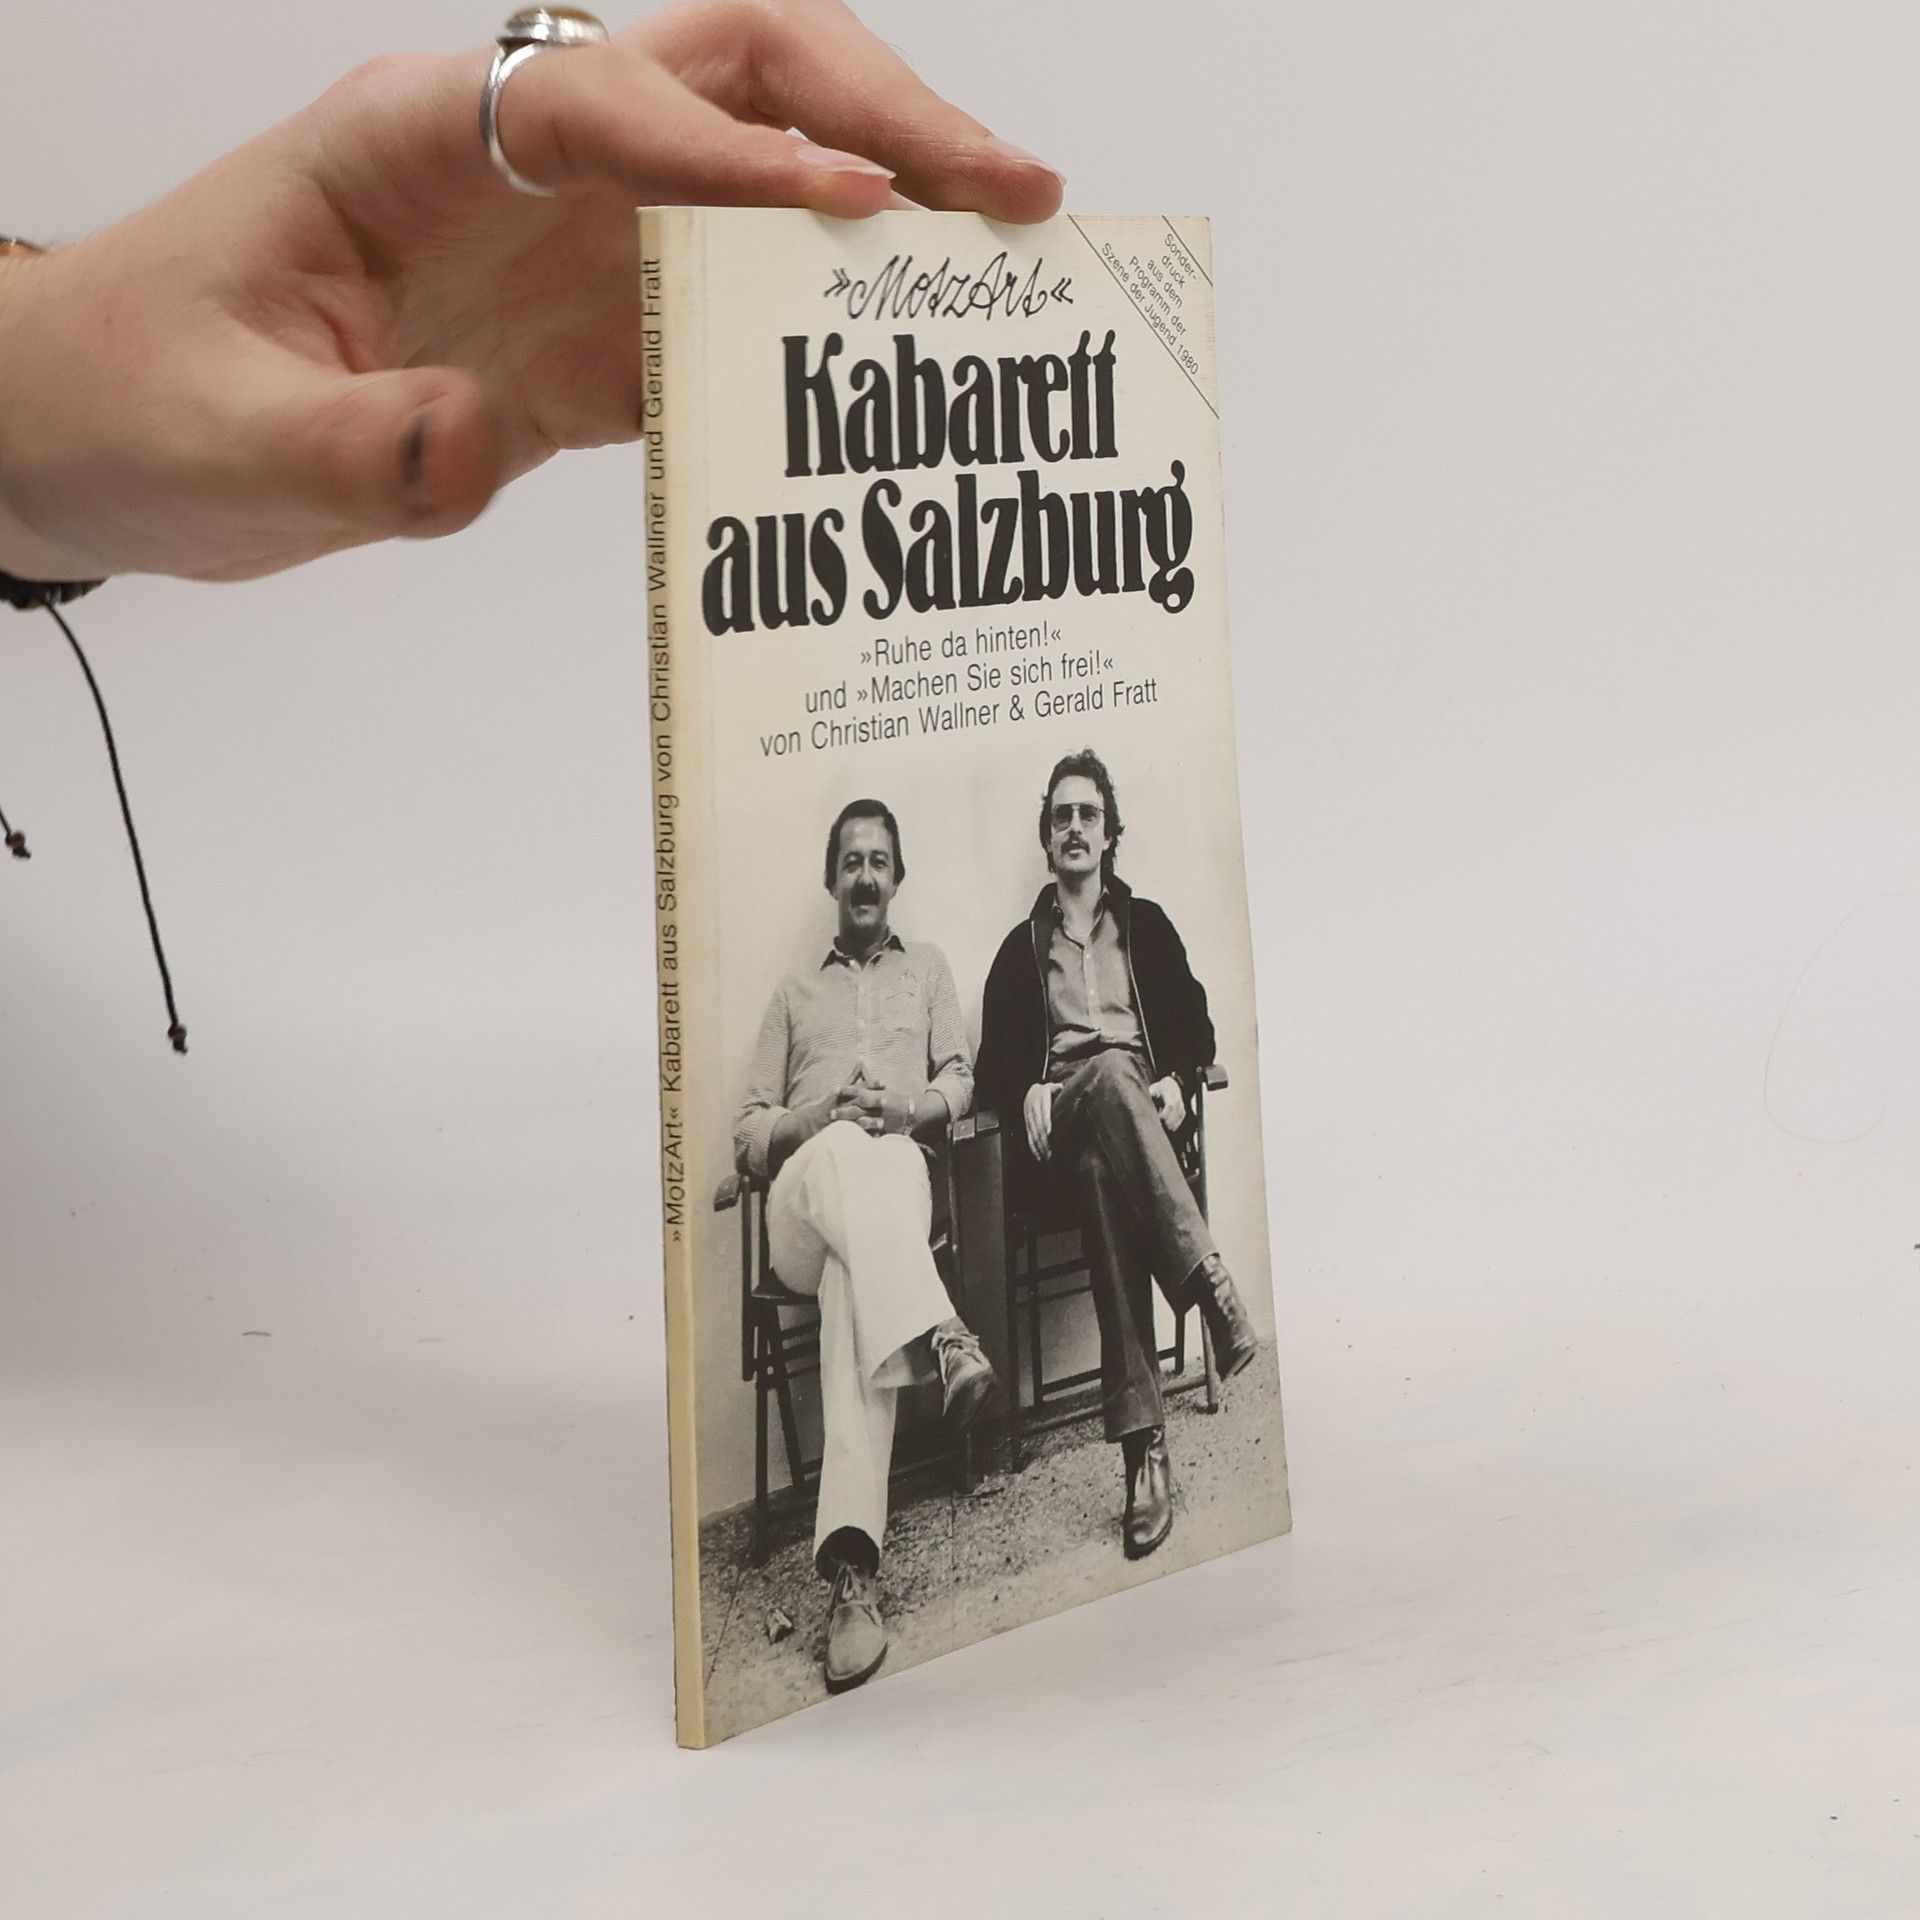 »MotzArt« Kabarett aus Salzburg von Christian Wallner und Gerald Fratt
»MotzArt«
Kabarett
aus Salzburg
»Ruhe da hinten!«
und »Machen Sie sich frei!«
von Christian Wallner & Gerald Fratt
Sonder-
druck
aus dem
Programm der
Szene der Jugend 1980